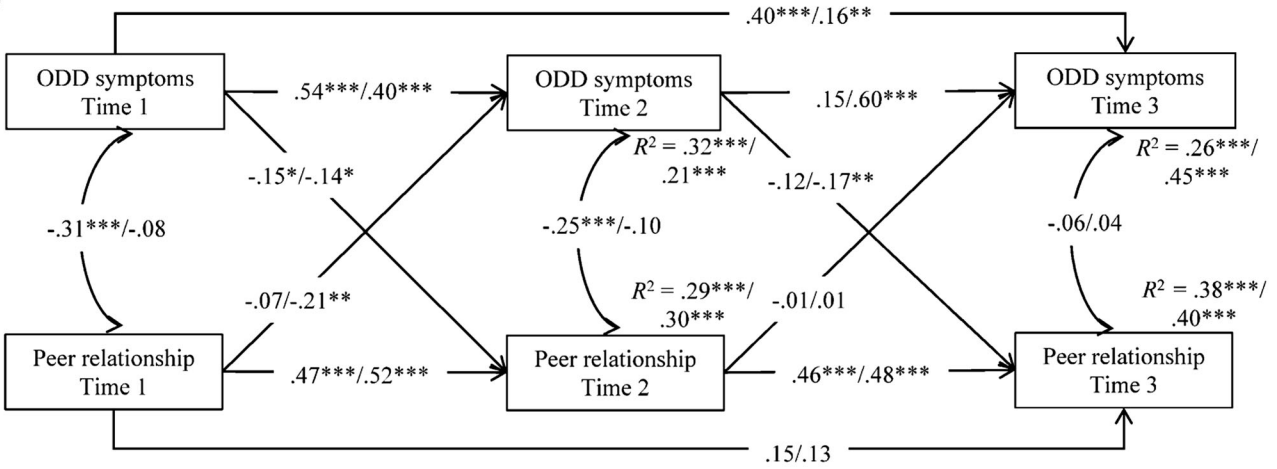 .40***/.16**
ODD symptoms
Time 1
.54***/.40***
ODD symptoms
Time 2
.15/.60***
ODD symptoms
Time 3
R² = .32***/
.21***
R² = .26***/
.45***
-.15*/-.14*
-.12/-.17**
-.31***/-.08
-.25***/-.10
-.06/.04
-.07/-.21**
R² = .29***/
.30***
-.01/.01
R² = .38***/
.40***
Peer relationship
Time 1
.47***/.52***
Peer relationship
Time 2
.46***/.48***
Peer relationship
Time 3
.15/.13